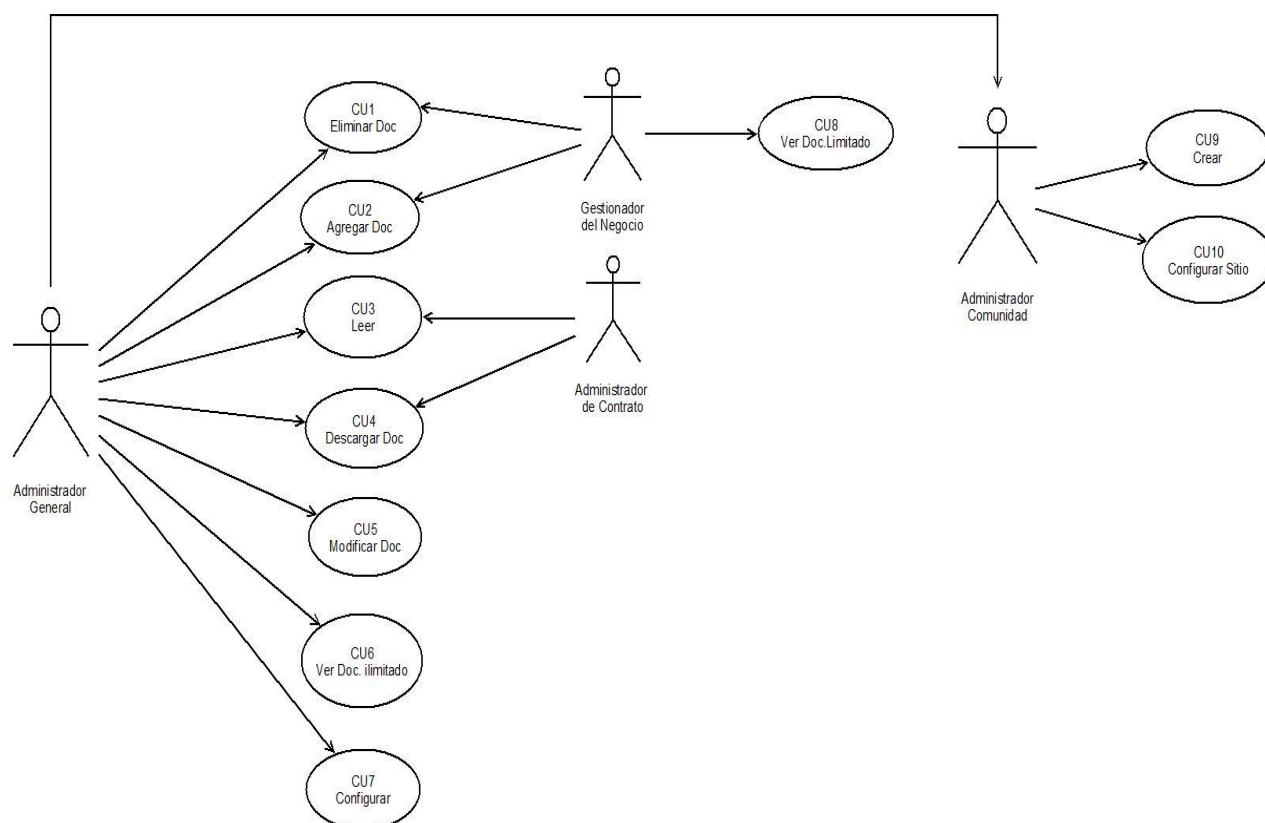 CU1
Eliminar Doc
CU2
Agregar Doc
CU3
Leer
CU4
Descargar Doc
CU5
Modificar Doc
CU6
Ver Doc. ilimitado
CU7
Configurar
Administrador
General
Gestionador
del Negocio
Administrador
de Contrato
CU8
Ver Doc.Limitado
Administrador
Comunidad
CU9
Crear
CU10
Configurar Sitio